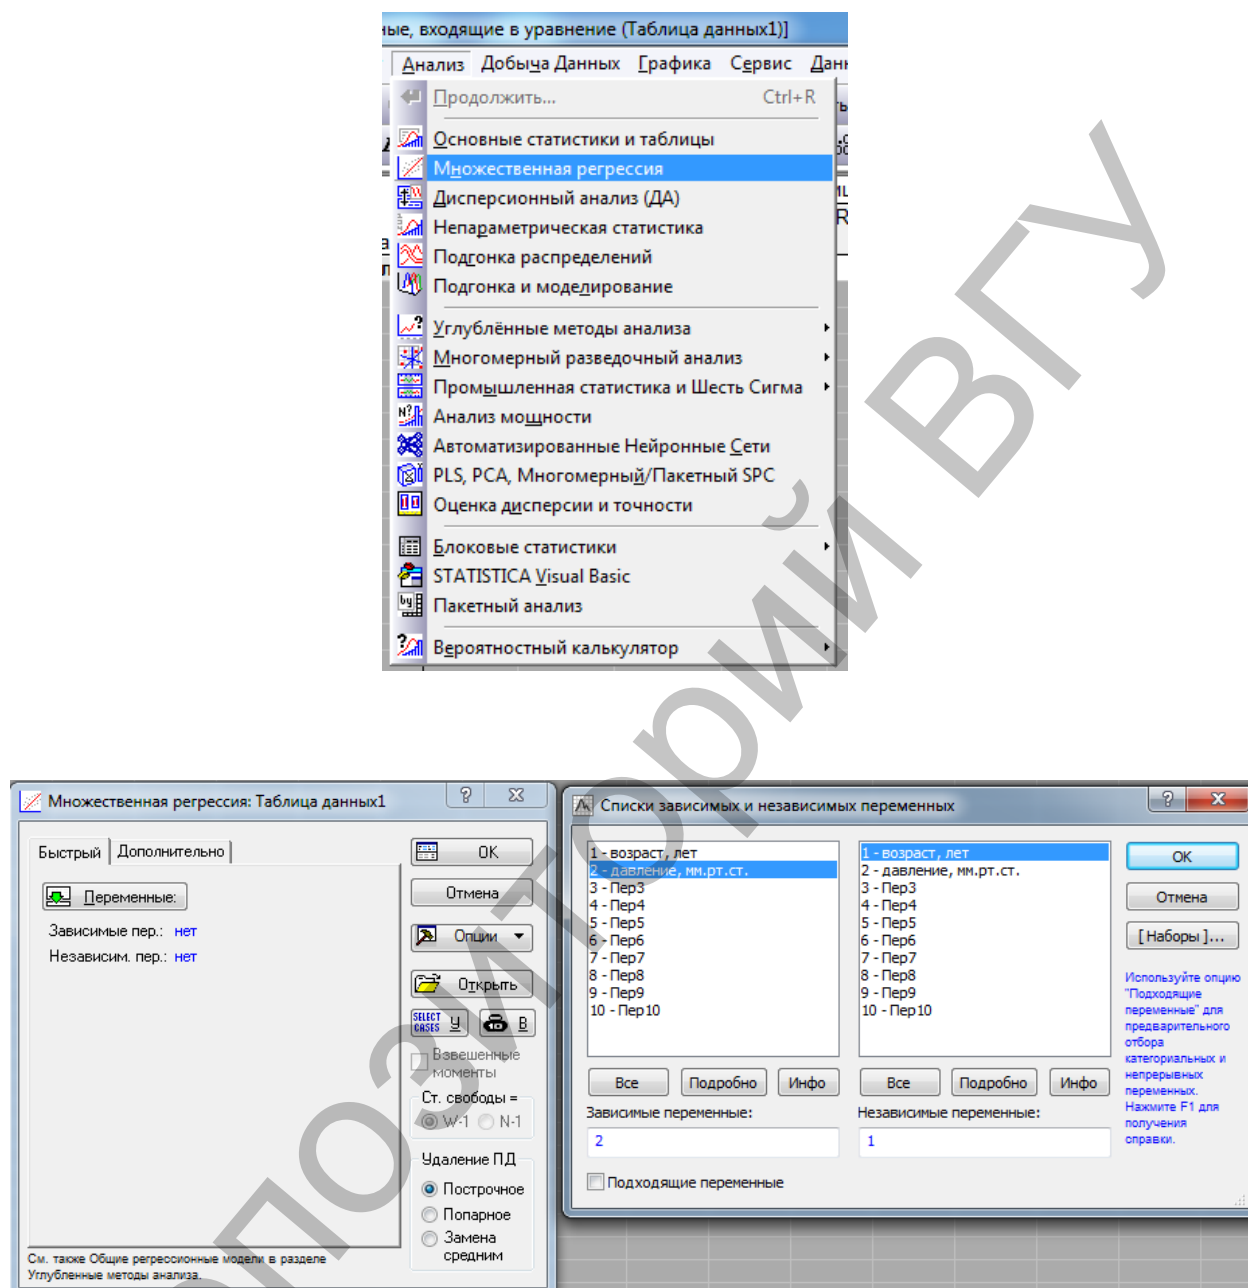 ные, входящие в уравнение (Таблица данных1)]
Анализ Добыча Данных Графика Сервис Данн
Продолжить... Ctrl+R
Основные статистики и таблицы
Множественная регрессия
Дисперсионный анализ (ДА)
Непараметрическая статистика
Подгонка распределений
Подгонка и моделирование
Углублённые методы анализа
Многомерный разведочный анализ
Промышленная статистика и Шесть Сигма
Анализ мощности
Автоматизированные Нейронные Сети
PLS, PCA, Многомерный/Пакетный SPC
Оценка дисперсии и точности
Блоковые статистики
STATISTICA Visual Basic
Пакетный анализ
Вероятностный калькулятор
Множественная регрессия: Таблица данных1
Быстрый Дополнительно
Переменные:
Зависимые пер.: нет
Независим. пер.: нет
OK
Отмена
Опции
Открыть
SELECT CASES У В
Взвешенные моменты
Ст. свободы =
W-1 N-1
Удаление ПД
Построчное
Попарное
Замена средним
См. также Общие регрессионные модели в разделе
Углубленные методы анализа.
Списки зависимых и независимых переменных
1 - возраст, лет
2 - давление, мм.рт.ст.
3 - Пер3
4 - Пер4
5 - Пер5
6 - Пер6
7 - Пер7
8 - Пер8
9 - Пер9
10 - Пер10
Все Подробно Инфо
Зависимые переменные:
2
Подходящие переменные
1 - возраст, лет
2 - давление, мм.рт.ст.
3 - Пер3
4 - Пер4
5 - Пер5
6 - Пер6
7 - Пер7
8 - Пер8
9 - Пер9
10 - Пер10
Все Подробно Инфо
Независимые переменные:
1
OK
Отмена
[ Наборы ]...
Используйте опцию
"Подходящие
переменные" для
предварительного
отбора
категориальных и
непрерывных
переменных.
Нажмите F1 для
получения
справки.
позиторий ВГУ